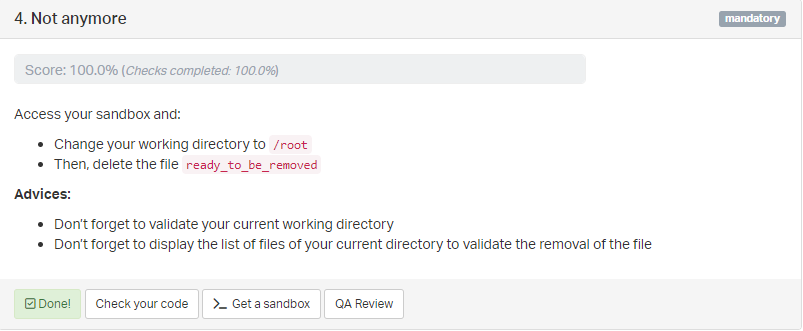 4. Not anymore
mandatory
Score: 100.0% (Checks completed: 100.0%)
Access your sandbox and:
• Change your working directory to /root
• Then, delete the file ready_to_be_removed
Advices:
• Don't forget to validate your current working directory
• Don't forget to display the list of files of your current directory to validate the removal of the file
Done! Check your code >_ Get a sandbox QA Review